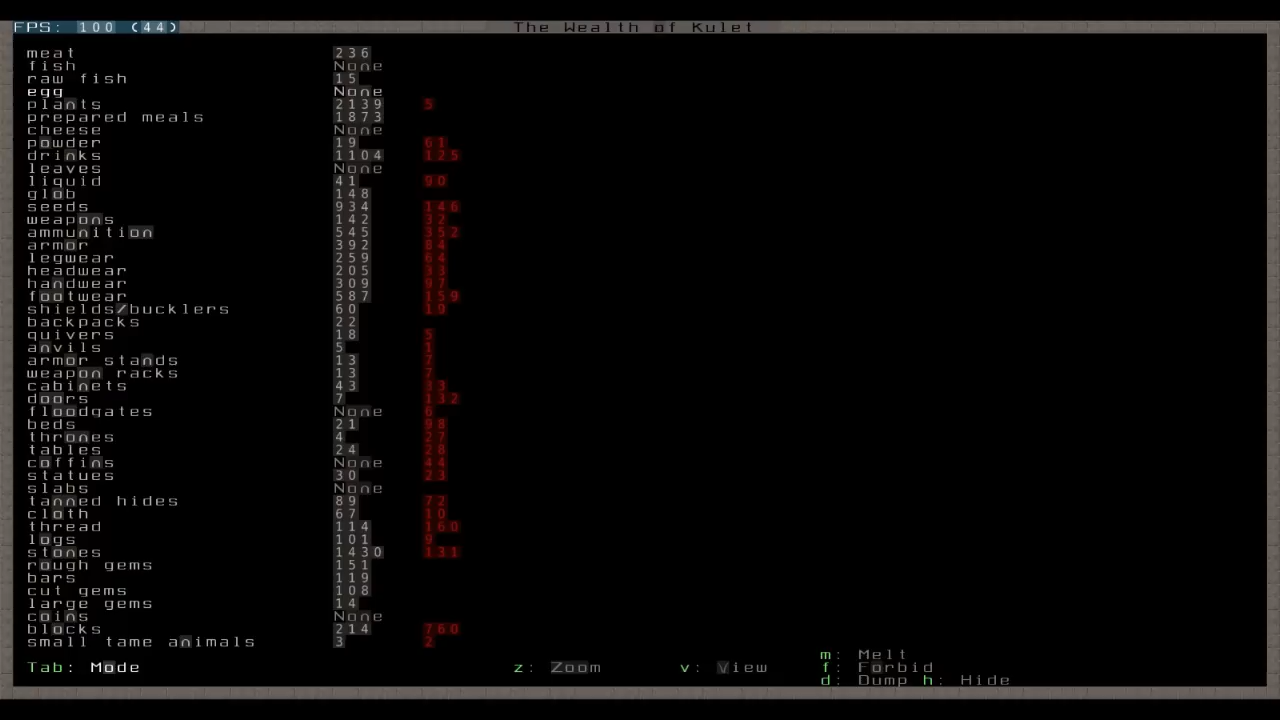 FPS: 100 (44) The Wealth of Kulet
meat 236
fish None
raw fish 15
egg None
plants 2139 5
prepared meals 1873
cheese None
powder 19 61
drinks 1104 125
leaves None
liquid 41 90
glob 148
seeds 934 146
weapons 142 32
ammunition 545 352
armor 392 84
legwear 259 64
headwear 205 33
handwear 309 97
footwear 587 159
shields/bucklers 60 10
backpacks 22
quivers 18 5
anvils 5 1
armor stands 13 7
weapon racks 13 7
cabinets 43 33
doors 7 132
floodgates None 6
beds 21 98
thrones 4 27
tables 24 28
coffins None 44
statues 30 23
slabs None
tanned hides 89 72
cloth 67 10
thread 114 160
logs 101 9
stones 1430 131
rough gems 151
bars 119
cut gems 108
large gems 14
coins None
blocks 214 760
small tame animals 3 2
m: Melt
Tab: Mode z: Zoom v: View f: Forbid
d: Dump h: Hide